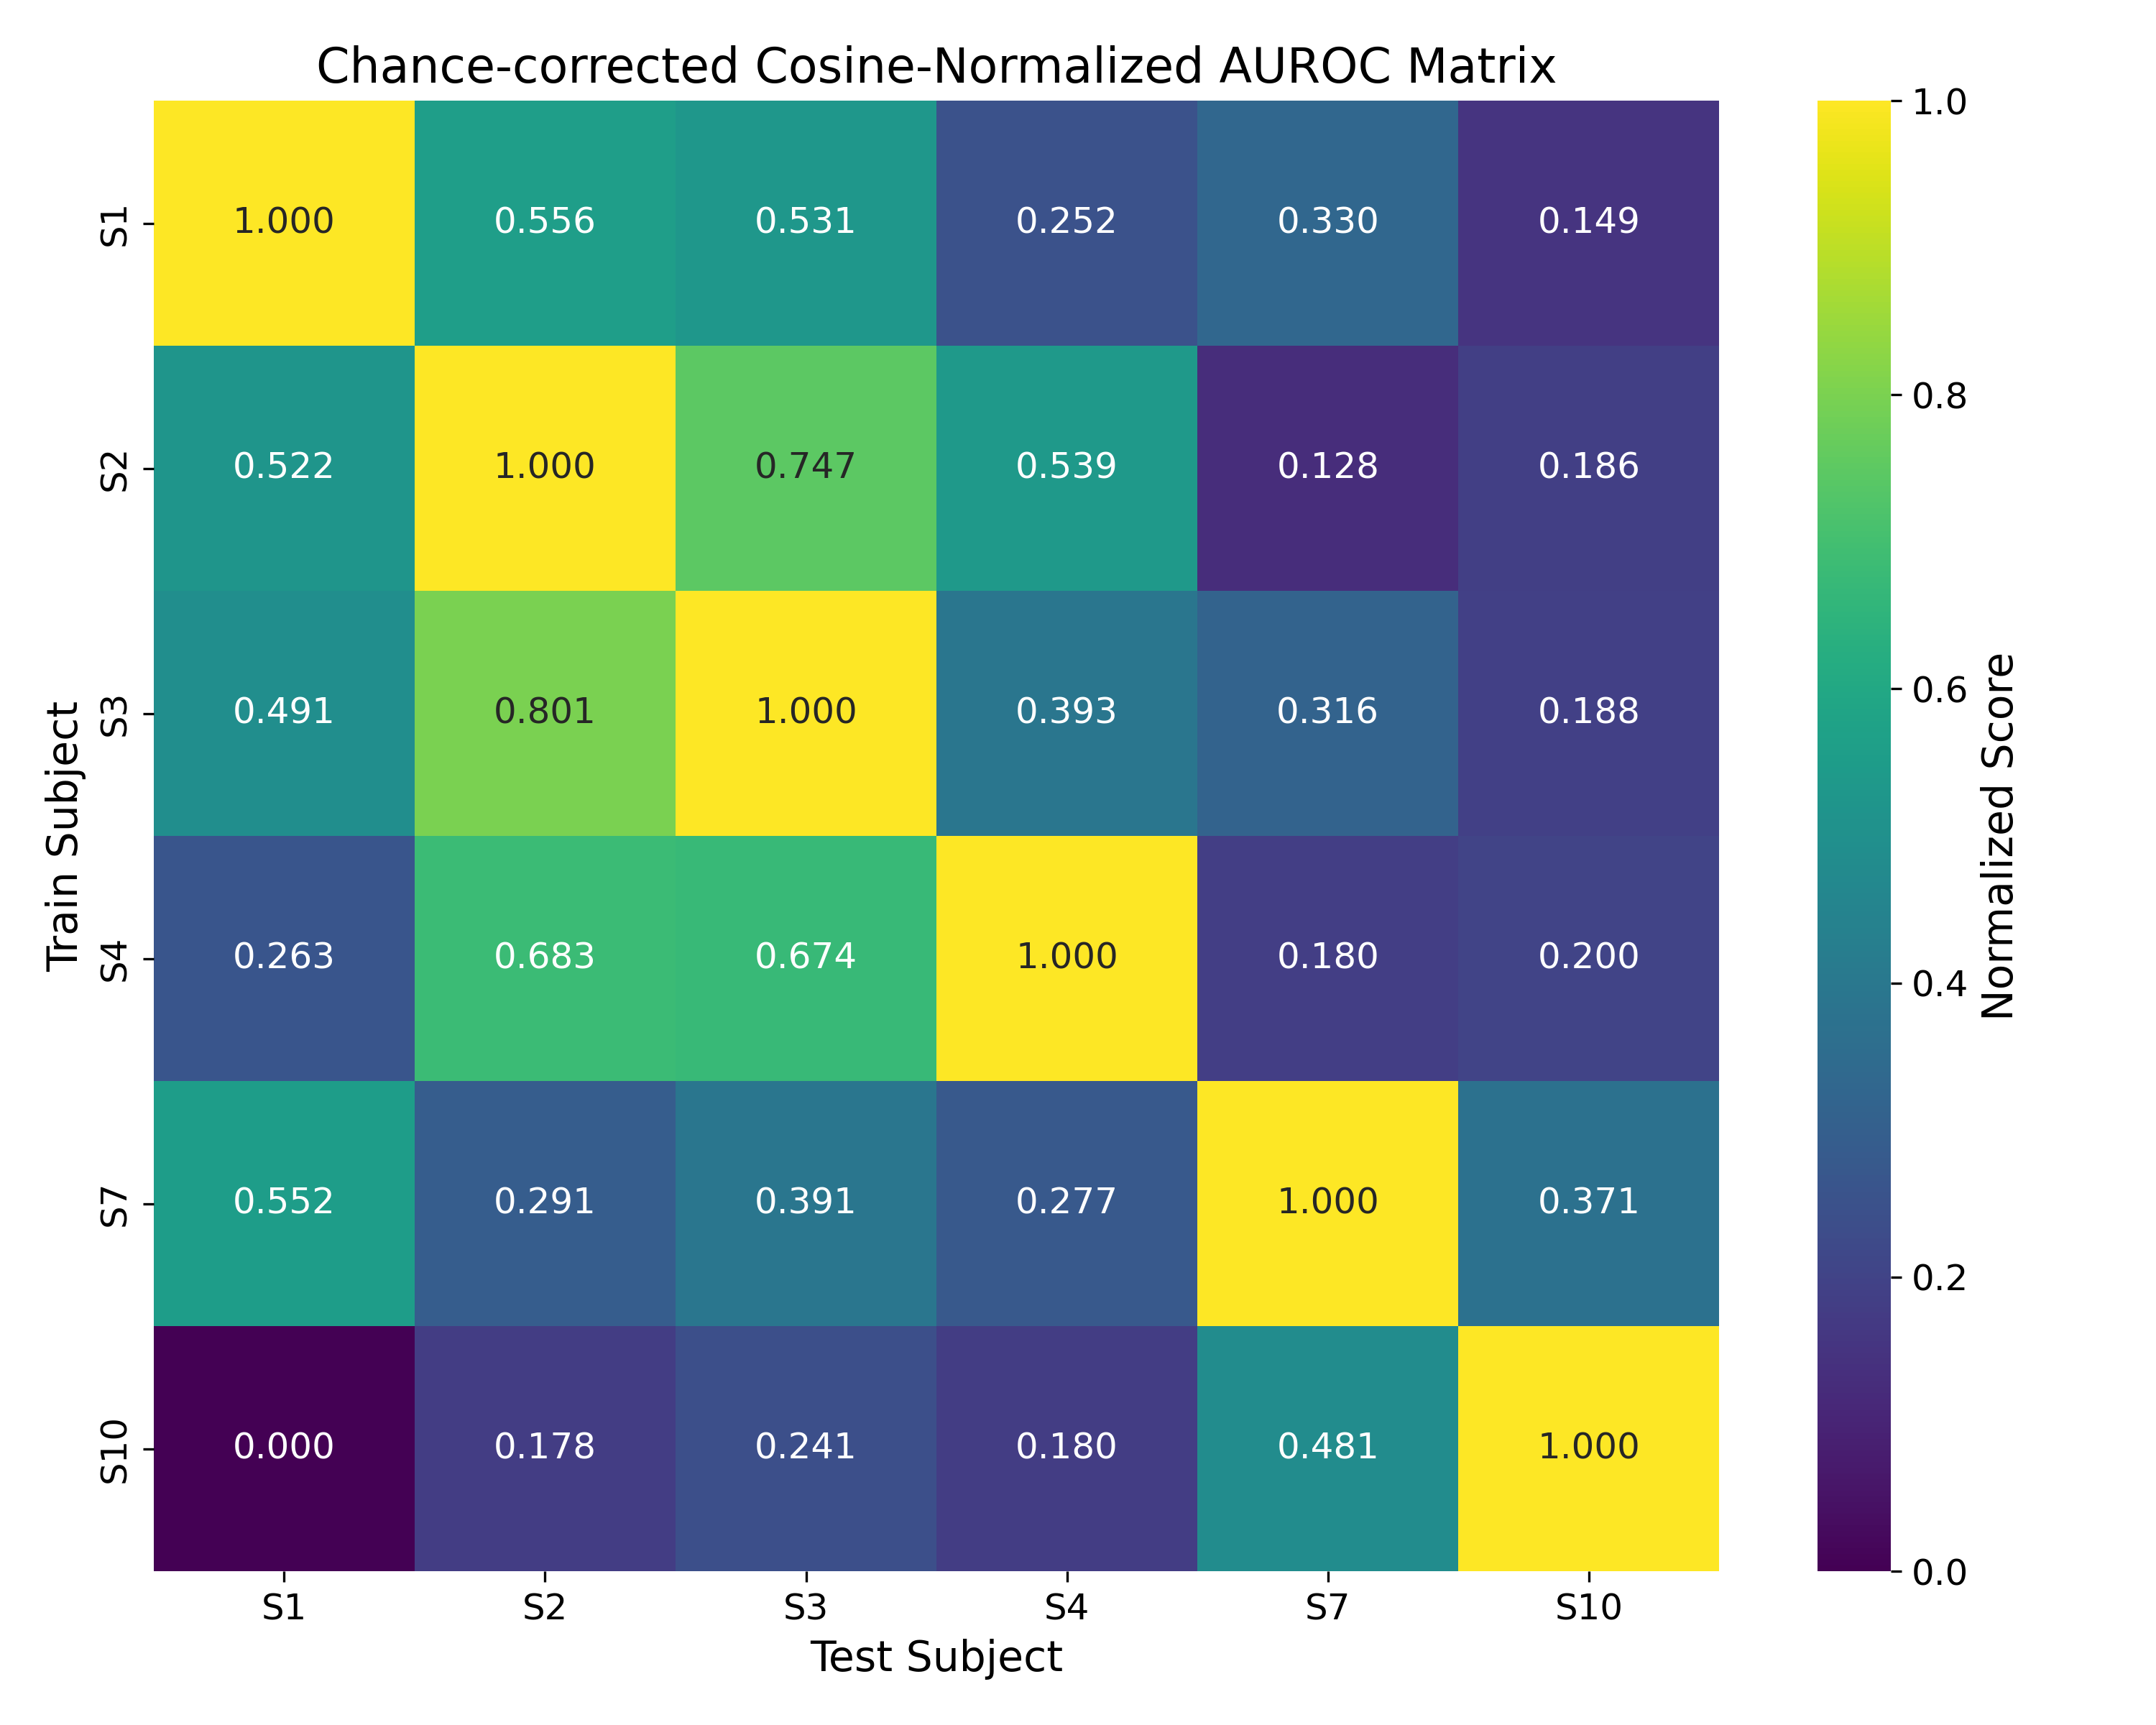 Chance-corrected Cosine-Normalized AUROC Matrix
Train Subject
S1
1.000 0.556 0.531 0.252 0.330 0.149
S2
0.522 1.000 0.747 0.539 0.128 0.186
S3
0.491 0.801 1.000 0.393 0.316 0.188
S4
0.263 0.683 0.674 1.000 0.180 0.200
S7
0.552 0.291 0.391 0.277 1.000 0.371
S10
0.000 0.178 0.241 0.180 0.481 1.000
S1 S2 S3 S4 S7 S10
Test Subject
1.0
0.8
0.6
0.4
0.2
0.0
Normalized Score